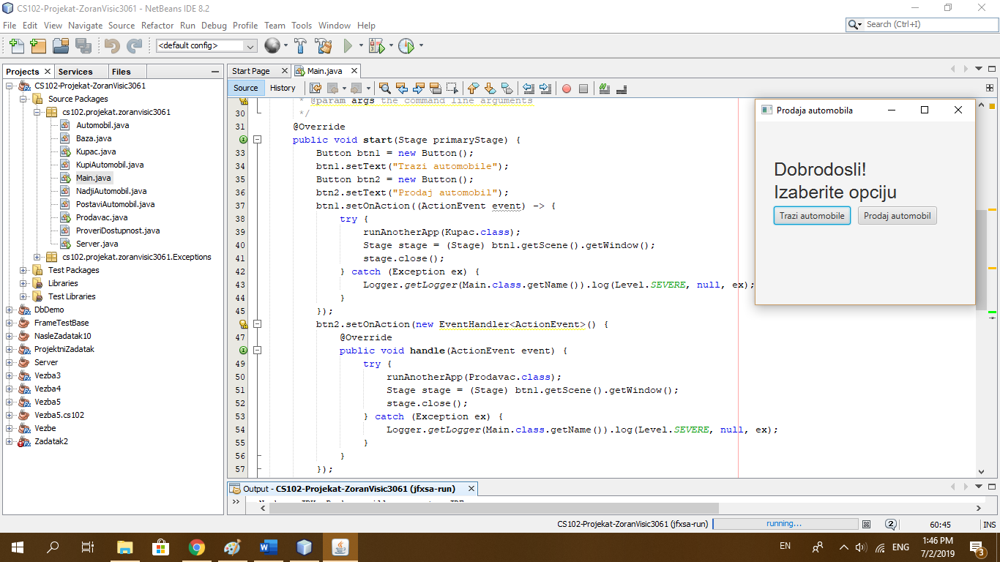 CS102-Projekat-ZoranVisic3061 - NetBeans IDE 8.2
File Edit View Navigate Source Refactor Run Debug Profile Team Tools Window Help
Search (Ctrl+I)
<default config>
Projects
Services
Files
CS102-Projekat-ZoranVisic3061
Source Packages
cs102.projekat.zoranvisic3061
Automobil.java
Baza.java
Kupac.java
KupiAutomobil.java
Main.java
NadjiAutomobil.java
PostaviAutomobil.java
Prodavac.java
ProveriDostupnost.java
Server.java
cs102.projekat.zoranvisic3061.Exceptions
Test Packages
Libraries
Test Libraries
DbDemo
FrameTestBase
NasleZadatak10
ProjektniZadatak
Server
Vezba3
Vezba4
Vezba5
Vezba5.cs102
Vezbe
Zadatak2
Start Page
Main.java
Source History
* @param args the command line arguments
30 */
31 @Override
public void start(Stage primaryStage) {
33 Button btn1 = new Button();
34 btn1.setText("Trazi automobile");
35 Button btn2 = new Button();
36 btn2.setText("Prodaj automobil");
37 btn1.setOnAction((ActionEvent event) -> {
38 try {
39 runAnotherApp(Kupac.class);
40 Stage stage = (Stage) btn1.getScene().getWindow();
41 stage.close();
42 } catch (Exception ex) {
43 Logger.getLogger(Main.class.getName()).log(Level.SEVERE, null, ex);
44 }
45 });
btn2.setOnAction(new EventHandler<ActionEvent>() {
47 @Override
public void handle(ActionEvent event) {
49 try {
50 runAnotherApp(Prodavac.class);
51 Stage stage = (Stage) btn1.getScene().getWindow();
52 stage.close();
53 } catch (Exception ex) {
54 Logger.getLogger(Main.class.getName()).log(Level.SEVERE, null, ex);
55 }
56 }
57 });
Prodaja automobila
Dobrodosli!
Izaberite opciju
Trazi automobile
Prodaj automobil
Output - CS102-Projekat-ZoranVisic3061 (jfxsa-run)
CS102-Projekat-ZoranVisic3061 (jfxsa-run)
running...
2
60:45
INS
EN
ENG
1:46 PM
7/2/2019
3